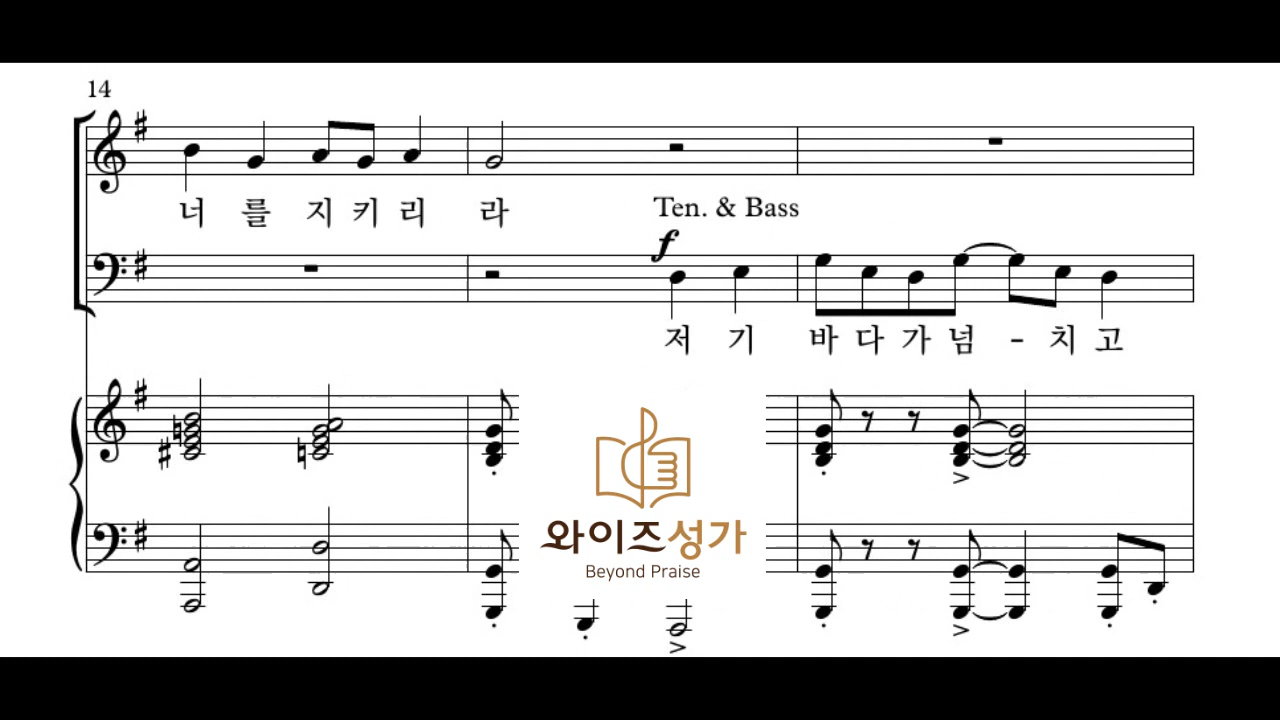 14
너 를 지 키 리 라
Ten. & Bass
f
저 기 바 다 가 넘 - 치 고
와이즈성가
Beyond Praise